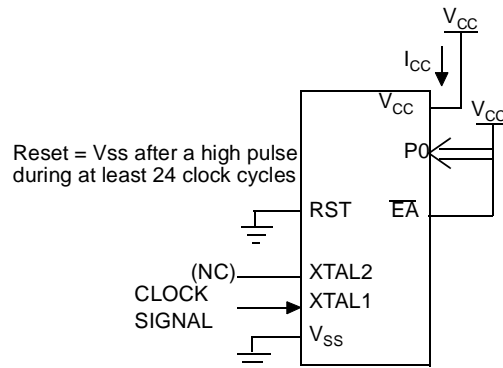 VCC
ICC
VCC
VCC
P0
Reset = Vss after a high pulse
during at least 24 clock cycles
RST
EA
(NC)
XTAL2
CLOCK
XTAL1
SIGNAL
VSS